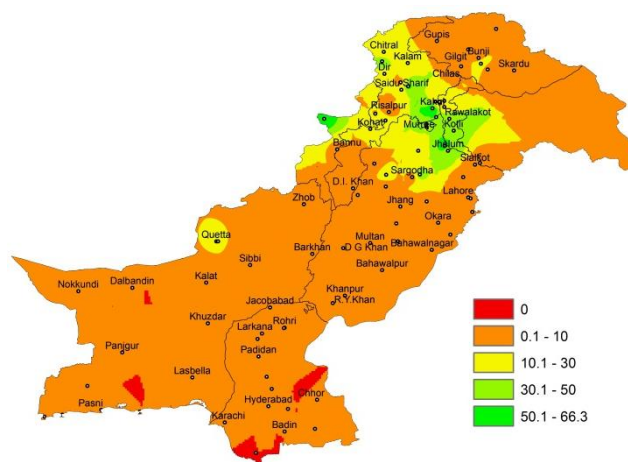 Gupis
Chitral
Kalam
Gilgit
Bunji
Dir
Chilas
Skardu
Saidu Sharif
Risalpur
Kakul
Rawalakot
Kohat
Murree
Kotli
Bannu
Jhelum
Sialkot
Sargodha
D.I. Khan
Lahore
Zhob
Jhang
Okara
Quetta
Multan
D G Khan
Bahawalnagar
Barkhan
Sibbi
Bahawalpur
Kalat
Nokkundi
Dalbandin
Khanpur
R.Y.Khan
Jacobabad
Khuzdar
Rohri
Larkana
Panjgur
Padidan
Lasbella
Chhor
Pasni
Hyderabad
Karachi
Badin
0
0.1 - 10
10.1 - 30
30.1 - 50
50.1 - 66.3